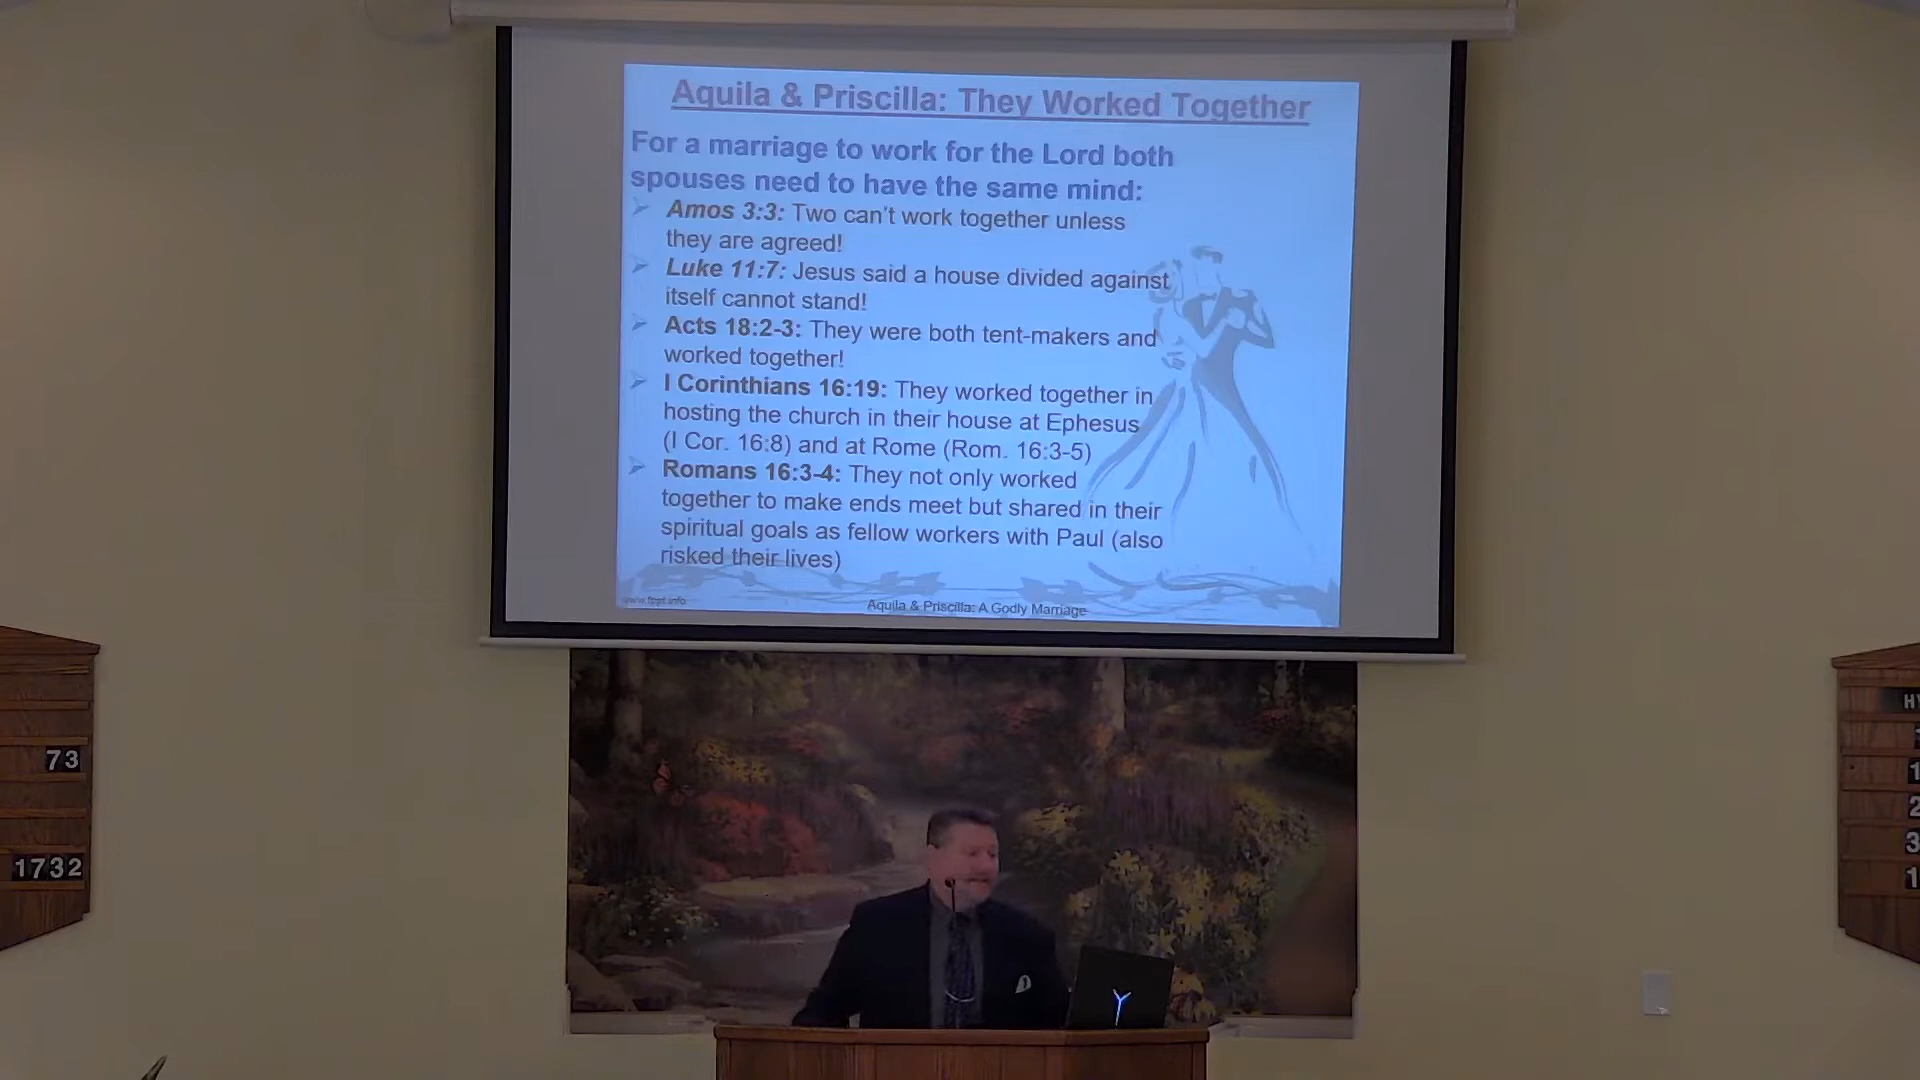 Aquila & Priscilla: They Worked Together
For a marriage to work for the Lord both
spouses need to have the same mind:
Amos 3:3: Two can't work together unless
they are agreed!
Luke 11:7: Jesus said a house divided against
itself cannot stand!
Acts 18:2-3: They were both tent-makers and
worked together!
I Corinthians 16:19: They worked together in
hosting the church in their house at Ephesus
(I Cor. 16:8) and at Rome (Rom. 16:3-5)
Romans 16:3-4: They not only worked
together to make ends meet but shared in their
spiritual goals as fellow workers with Paul (also
risked their lives)
www.fppt.info
Aquila & Priscilla: A Godly Marriage
73
1732